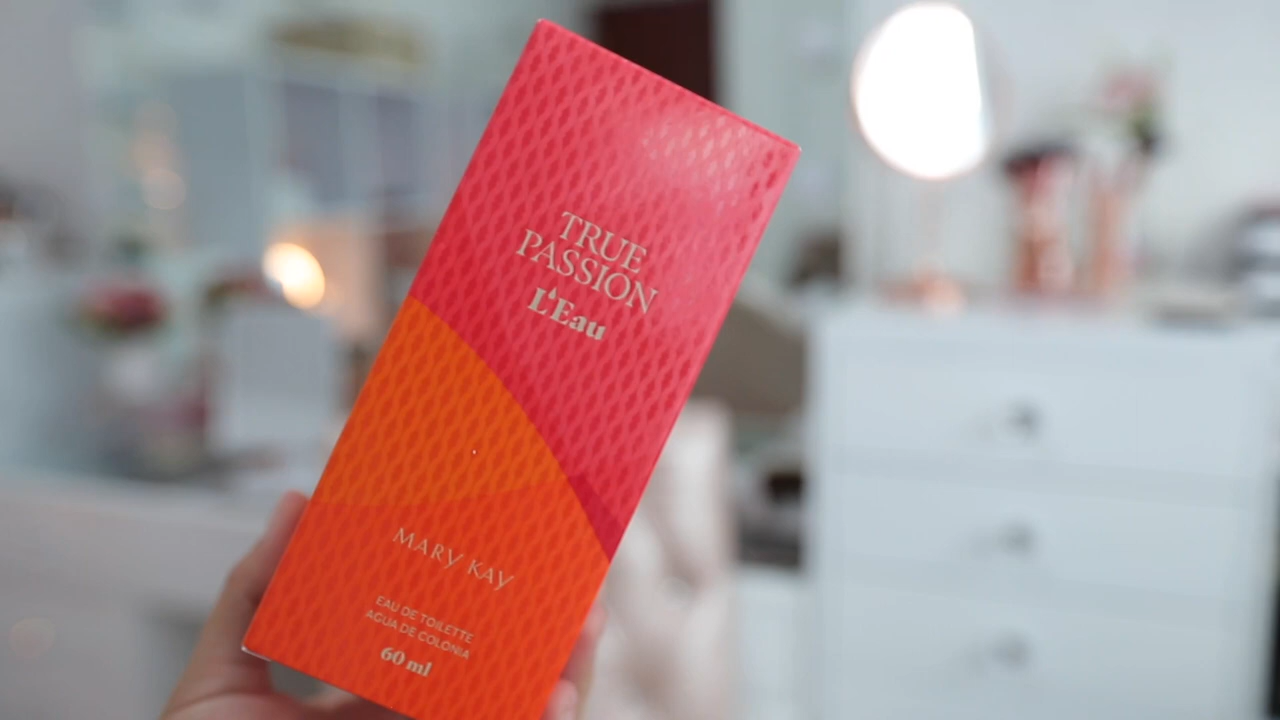 TRUE
PASSION
L'Eau
MARY KAY
EAU DE TOILETTE
AGUA DE COLONIA
60 ml